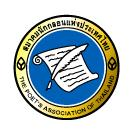 สมาคมนักกลอนแห่งประเทศไทย
THE POET'S ASSOCIATION OF THAILAND